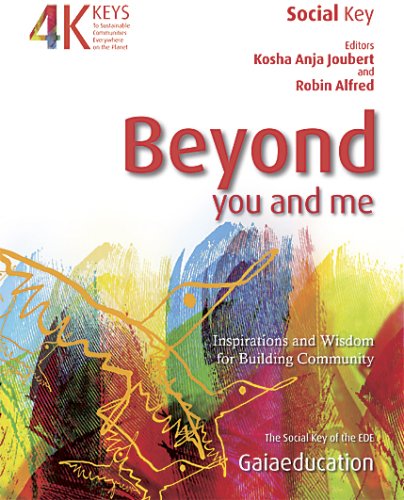 4K
KEYS
To Sustainable
Communities
Everywhere
on the Planet
Social Key
Editors
Kosha Anja Joubert
and
Robin Alfred
Beyond
you and me
Inspirations and Wisdom
for Building Community
The Social Key of the EDE
Gaiaeducation